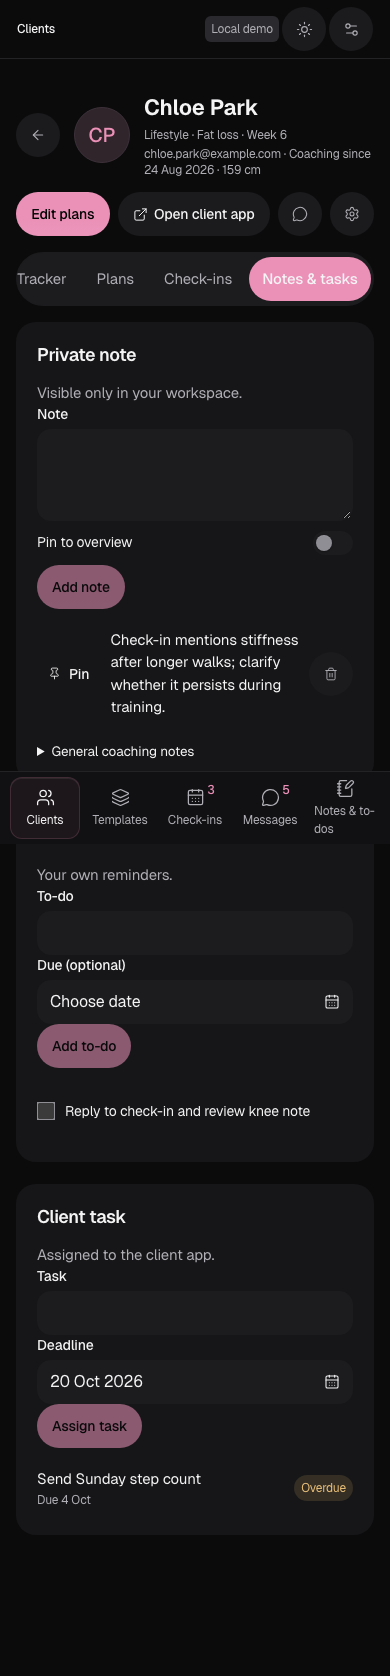 Clients
Local demo
Chloe Park
Lifestyle · Fat loss · Week 6
chloe.park@example.com · Coaching since
24 Aug 2026 · 159 cm
CP
Edit plans
Open client app
Tracker
Plans
Check-ins
Notes & tasks
Private note
Visible only in your workspace.
Note
Pin to overview
Add note
Pin
Check-in mentions stiffness
after longer walks; clarify
whether it persists during
training.
General coaching notes
Clients
Templates
3
Check-ins
5
Messages
Notes & to-
dos
Your own reminders.
To-do
Due (optional)
Choose date
Add to-do
Reply to check-in and review knee note
Client task
Assigned to the client app.
Task
Deadline
20 Oct 2026
Assign task
Send Sunday step count
Due 4 Oct
Overdue